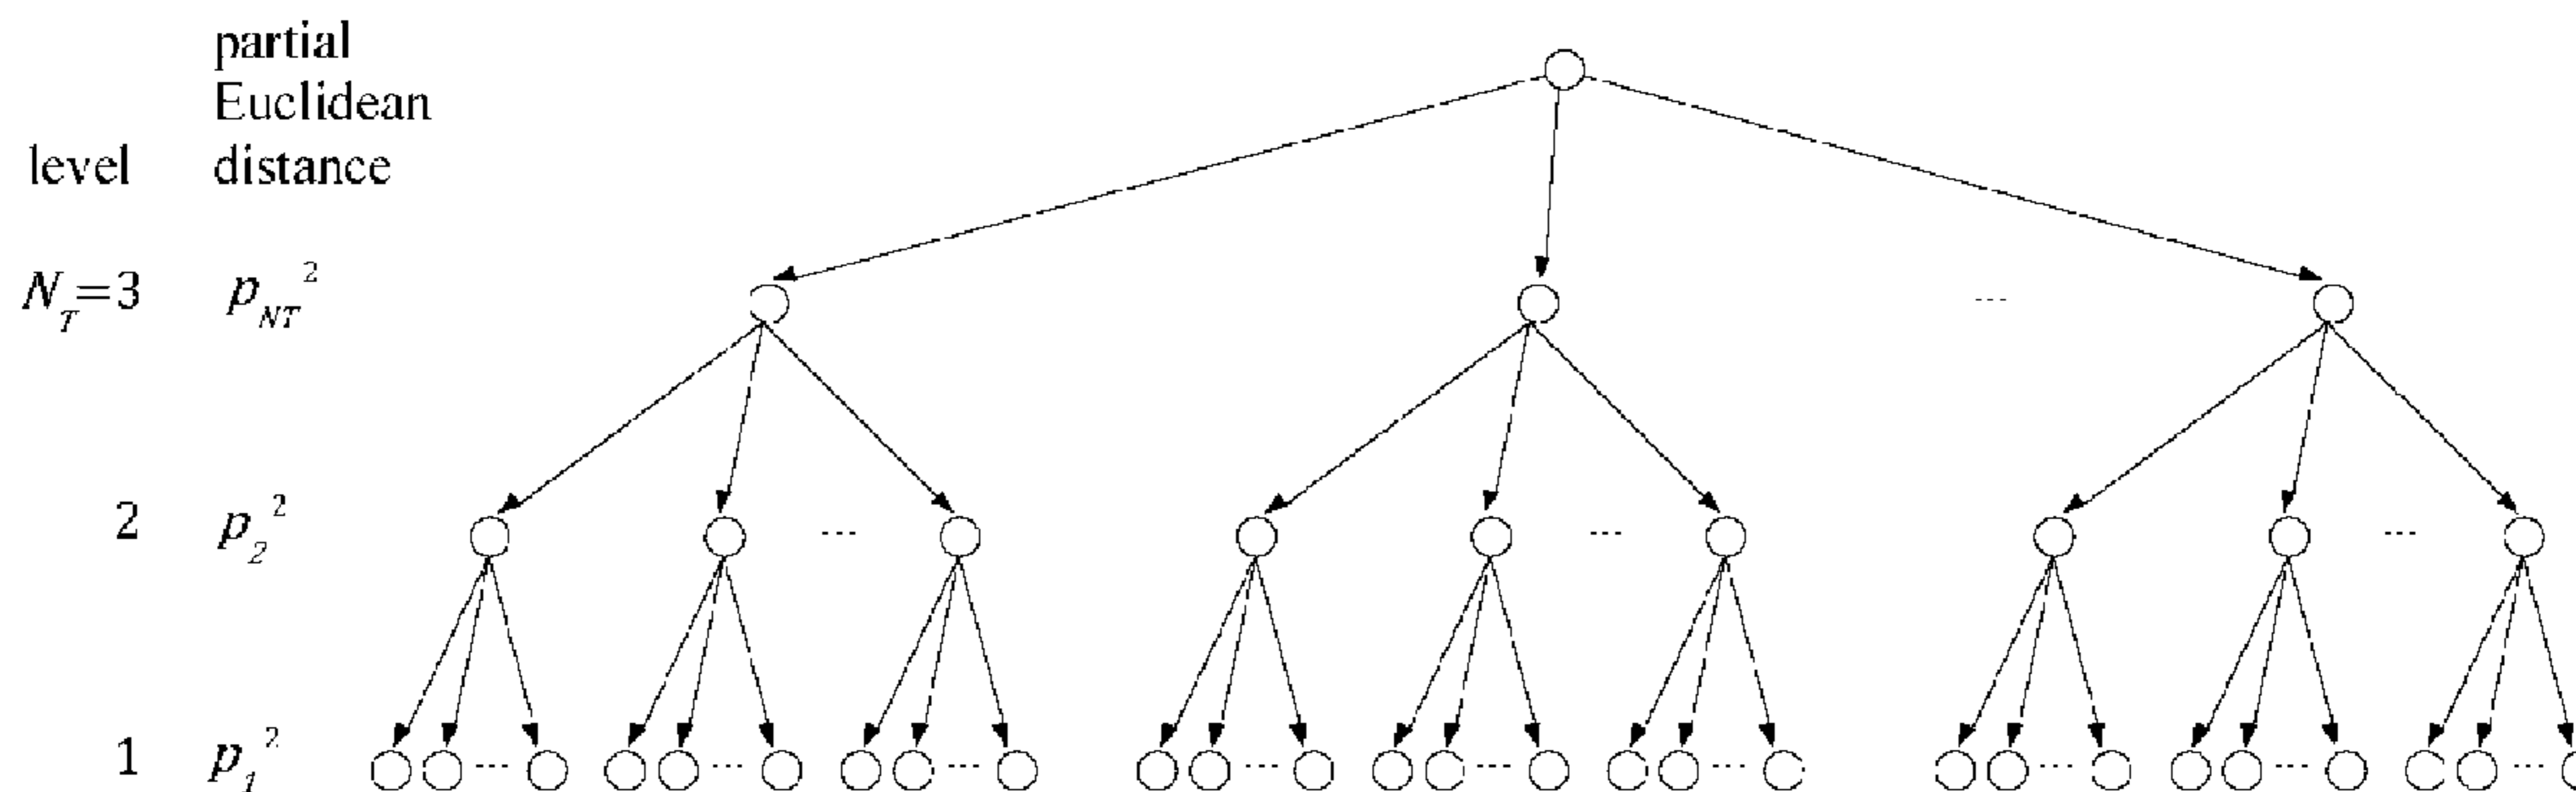 partial
Euclidean
level distance
N_T=3 p_NT^2 ...
2 p_2^2 ... ... ...
1 p_1^2 ... ... ... ... ... ... ... ... ...